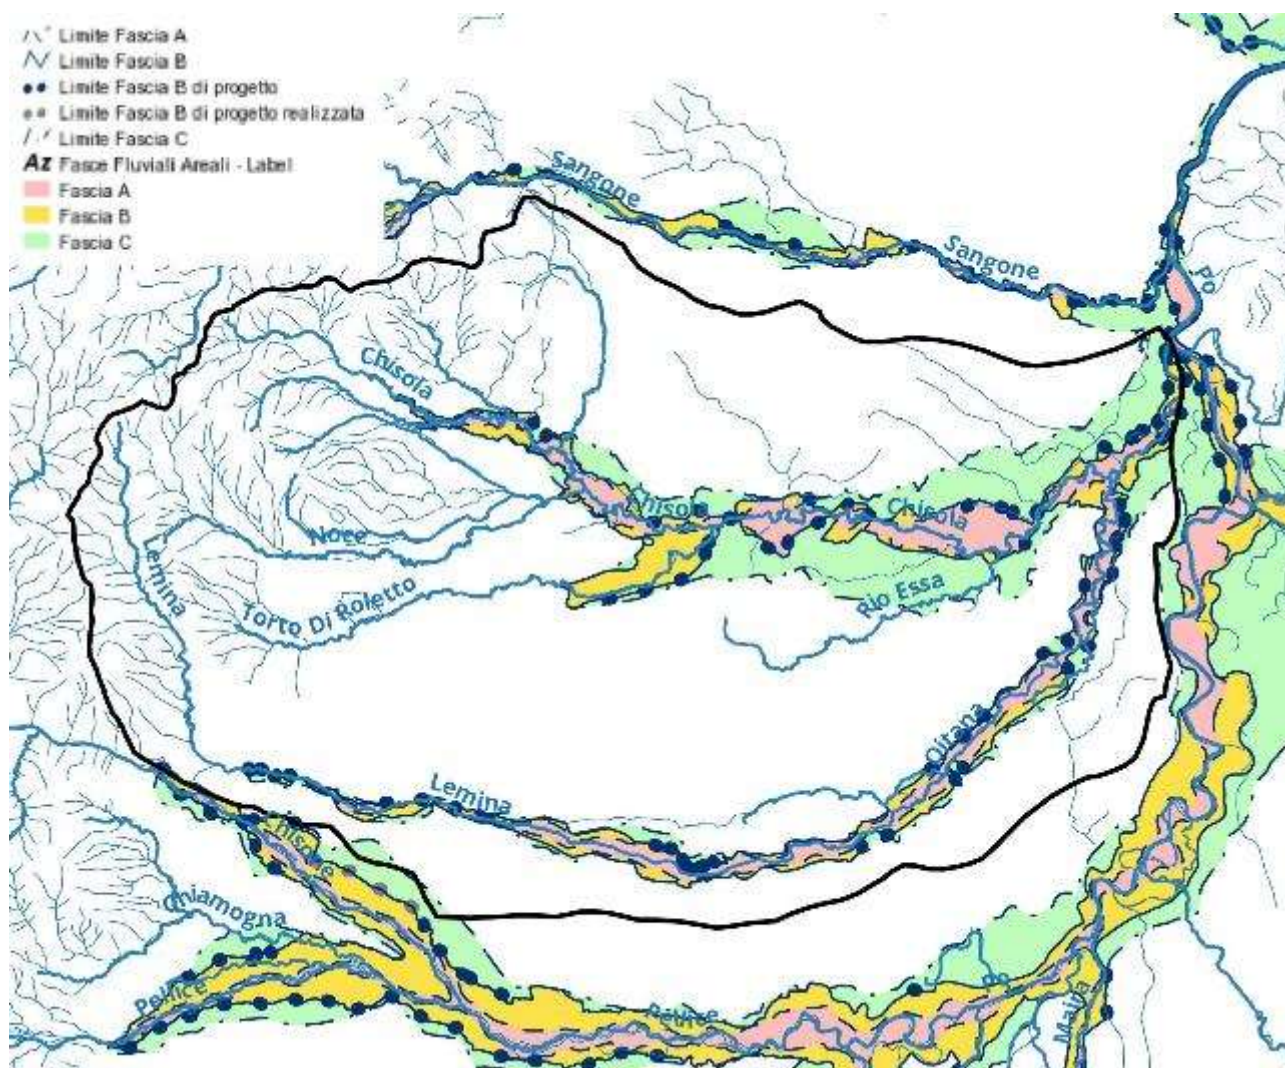 Limite Fascia A
Limite Fascia B
Limite Fascia B di progetto
Limite Fascia B di progetto realizzata
Limite Fascia C
Az Fasce Fluviali Areali - Label
Fascia A
Fascia B
Fascia C
Sangone
Sangone
Po
Chisola
Chisola
Chisola
Noce
Lemina
Torto Di Roletto
Rio Essa
Oitana
Lemina
Chisone
Chiamogna
Pellice
Pellice
Po
Maira